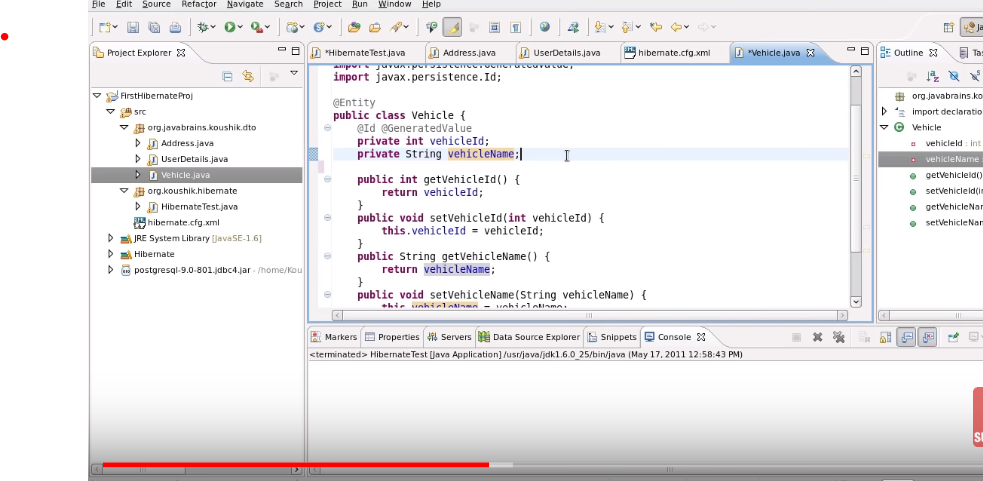 File Edit Source Refactor Navigate Search Project Run Window Help
Project Explorer
*HibernateTest.java Address.java UserDetails.java hibernate.cfg.xml *Vehicle.java
Outline
FirstHibernateProj
src
org.javabrains.koushik.dto
Address.java
UserDetails.java
Vehicle.java
org.koushik.hibernate
HibernateTest.java
hibernate.cfg.xml
JRE System Library [JavaSE-1.6]
Hibernate
postgresql-9.0-801.jdbc4.jar - /home/Kou
import javax.persistence.GeneratedValue;
import javax.persistence.Id;
@Entity
public class Vehicle {
@Id @GeneratedValue
private int vehicleId;
private String vehicleName;
public int getVehicleId() {
return vehicleId;
}
public void setVehicleId(int vehicleId) {
this.vehicleId = vehicleId;
}
public String getVehicleName() {
return vehicleName;
}
public void setVehicleName(String vehicleName) {
this.vehicleName = vehicleName;
org.javabrains.ko
import declaratio
Vehicle
vehicleId : int
vehicleName :
getVehicleId()
setVehicleId(in
getVehicleNar
setVehicleNar
Markers Properties Servers Data Source Explorer Snippets Console
<terminated> HibernateTest [Java Application] /usr/java/jdk1.6.0_25/bin/java (May 17, 2011 12:58:43 PM)